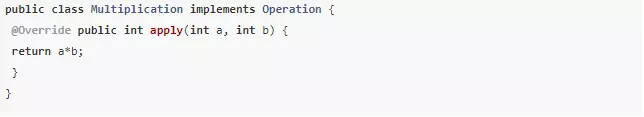 public class Multiplication implements Operation {
@Override public int apply(int a, int b) {
return a*b;
}
}